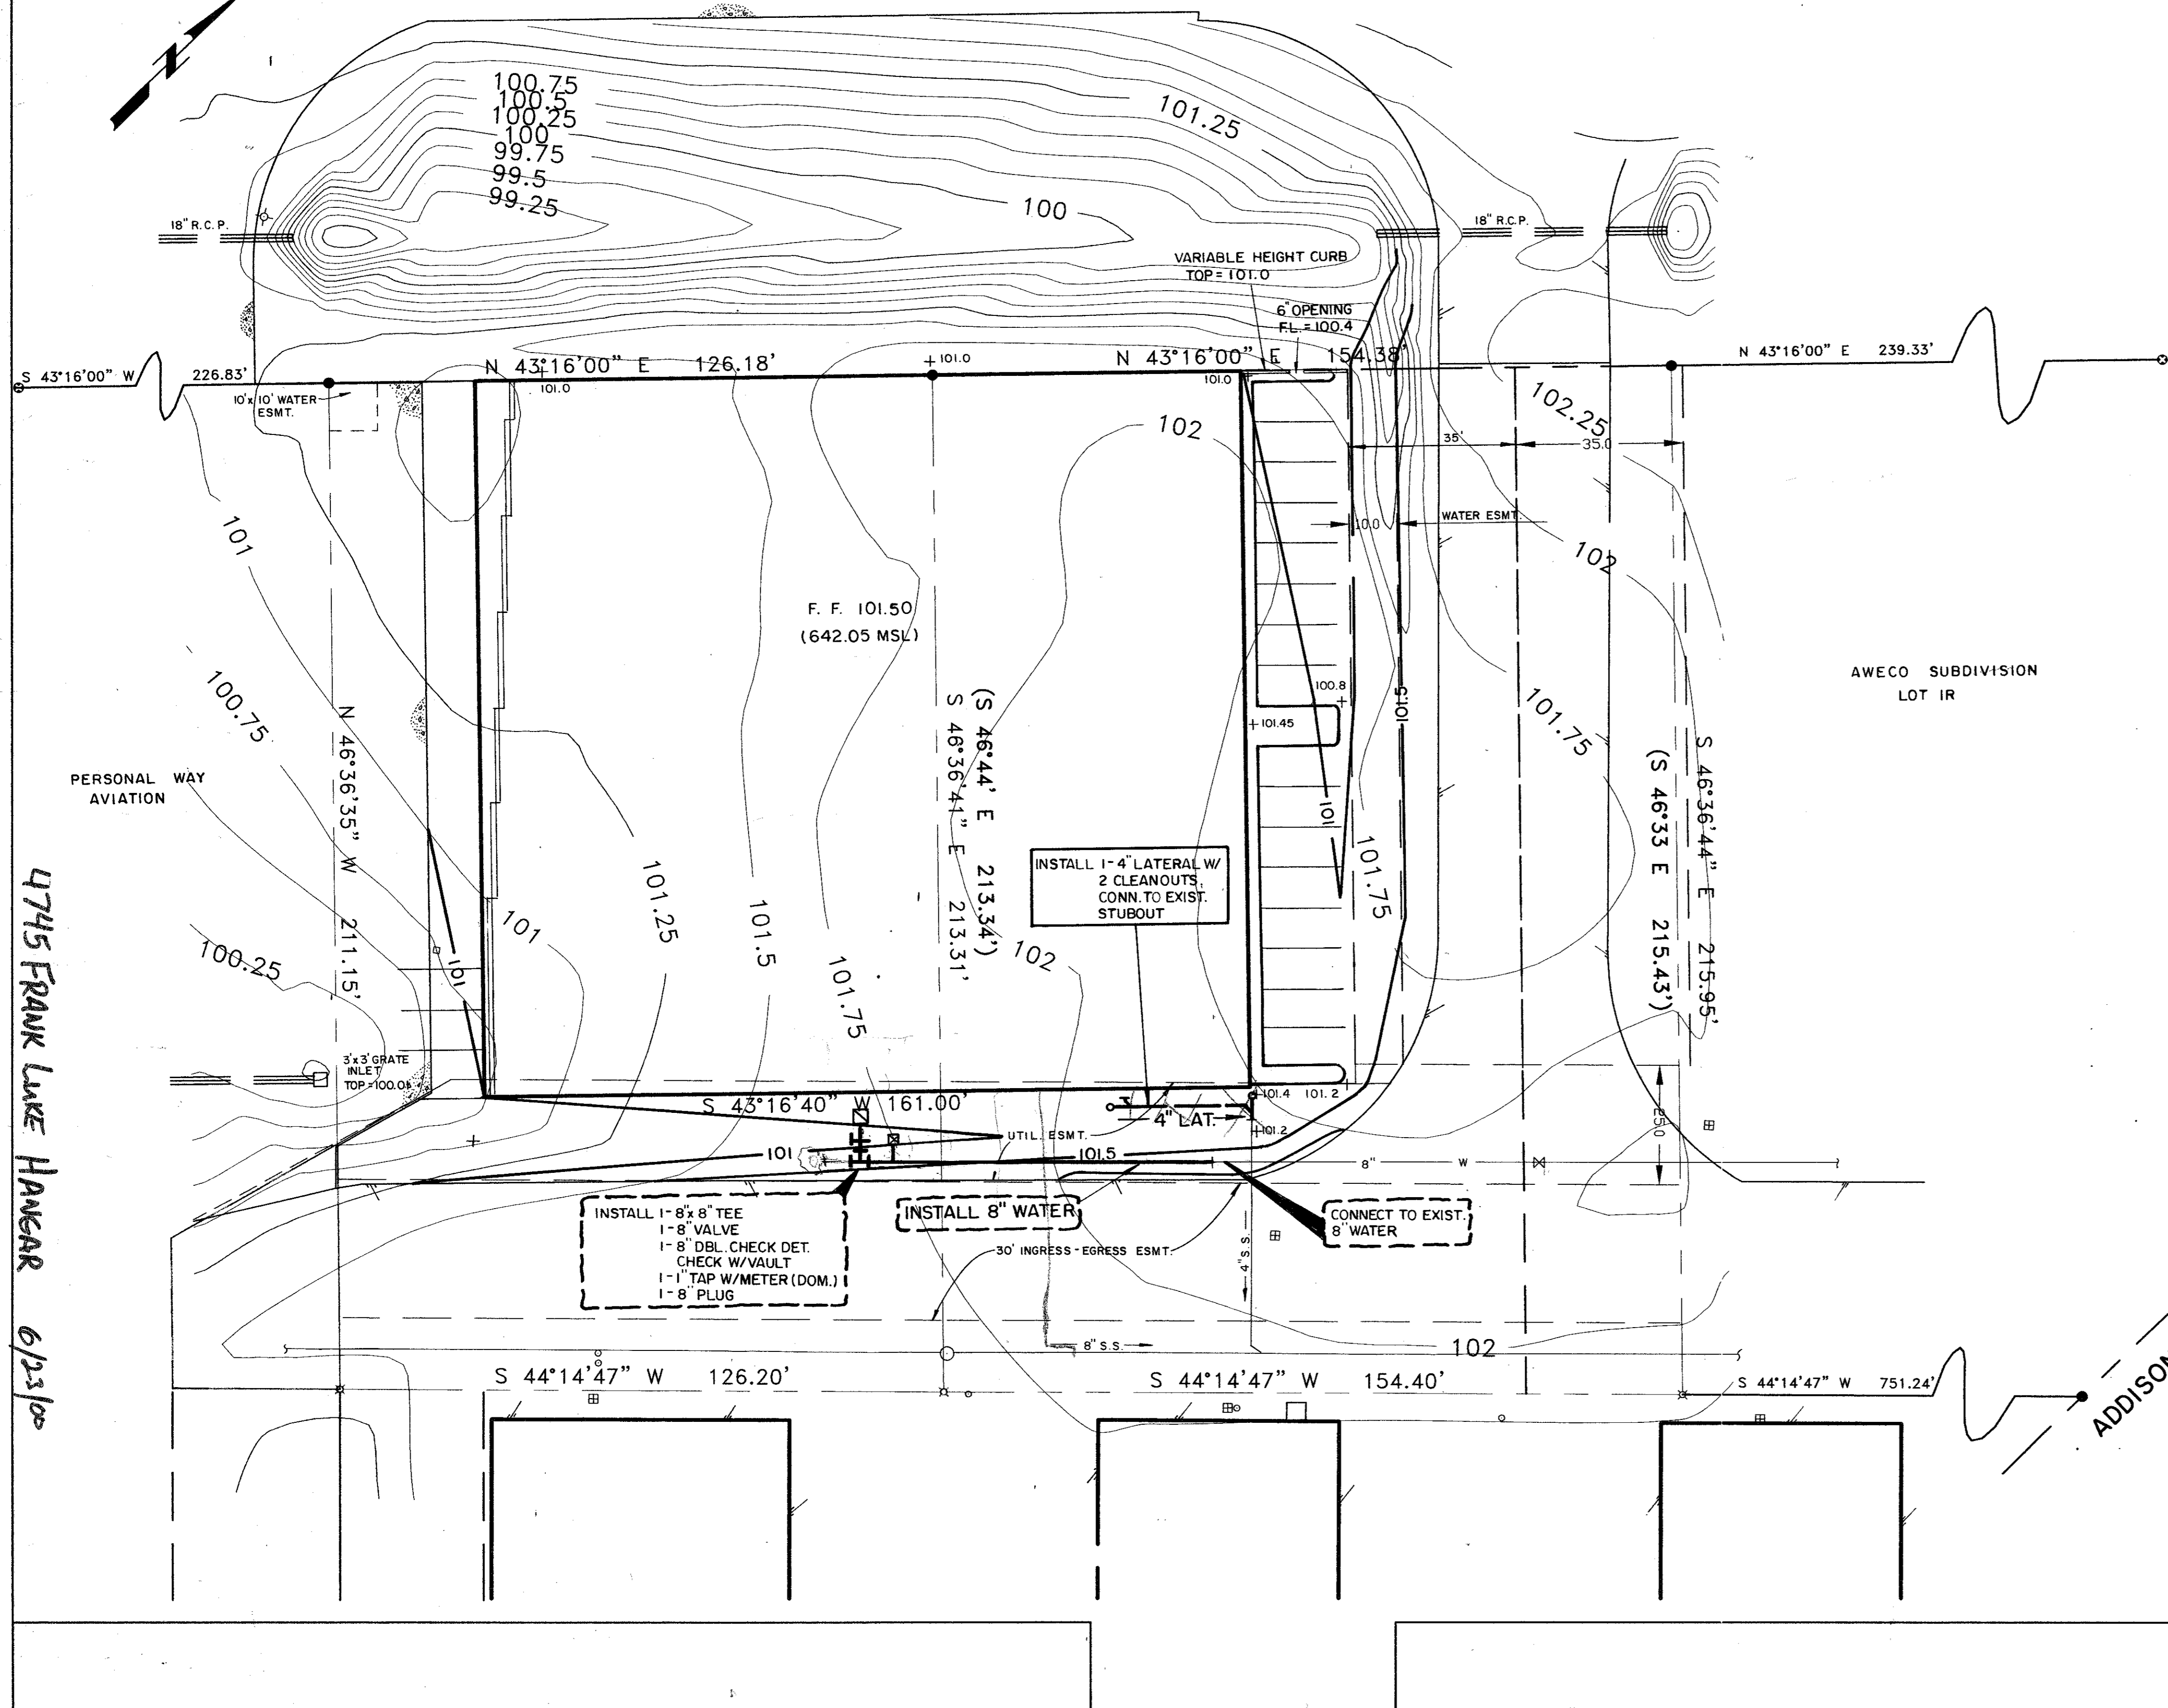 N
100.75
100.5
100.25
100
99.75
99.5
99.25
101.25
100
18" R.C.P.
18" R.C.P.
VARIABLE HEIGHT CURB
TOP = 101.0
6" OPENING
F.L. = 100.4
S 43°16'00" W 226.83'
N 43°16'00" E 126.18'
101.0
101.0
N 43°16'00" E 154.38'
101.0
N 43°16'00" E 239.33'
10'x10' WATER
ESMT.
102.25
35'
35.0
102
101
10.0
WATER ESMT.
102
F. F. 101.50
(642.05 MSL)
AWECO SUBDIVISION
LOT 1R
100.75
N 46°36'35" W 211.15'
(S 46°44' E 213.34')
S 46°36'41" E 213.31'
100.8
101.45
101.5
101.75
S 46°36'44" E 215.95'
(S 46°33 E 215.43')
PERSONAL WAY
AVIATION
101
101.75
INSTALL 1-4" LATERAL W/
2 CLEANOUTS,
CONN. TO EXIST.
STUBOUT
101.25
101.5
101.75
101
102
100.25
101
3'x3' GRATE
INLET
TOP=100.0±
S 43°16'40" W 161.00'
101.4 101.2
4" LAT.
101.2
UTIL. ESMT.
101
101.5
8" W
25.0
INSTALL 1-8"x8" TEE
1-8" VALVE
1-8" DBL. CHECK DET.
CHECK W/VAULT
1-1" TAP W/METER (DOM.)
1-8" PLUG
INSTALL 8" WATER
CONNECT TO EXIST.
8" WATER
30' INGRESS-EGRESS ESMT.
4" S.S.
8" S.S.
102
S 44°14'47" W 126.20'
S 44°14'47" W 154.40'
S 44°14'47" W 751.24'
ADDISON
4745 FRANK LUKE HANGAR 6/23/00